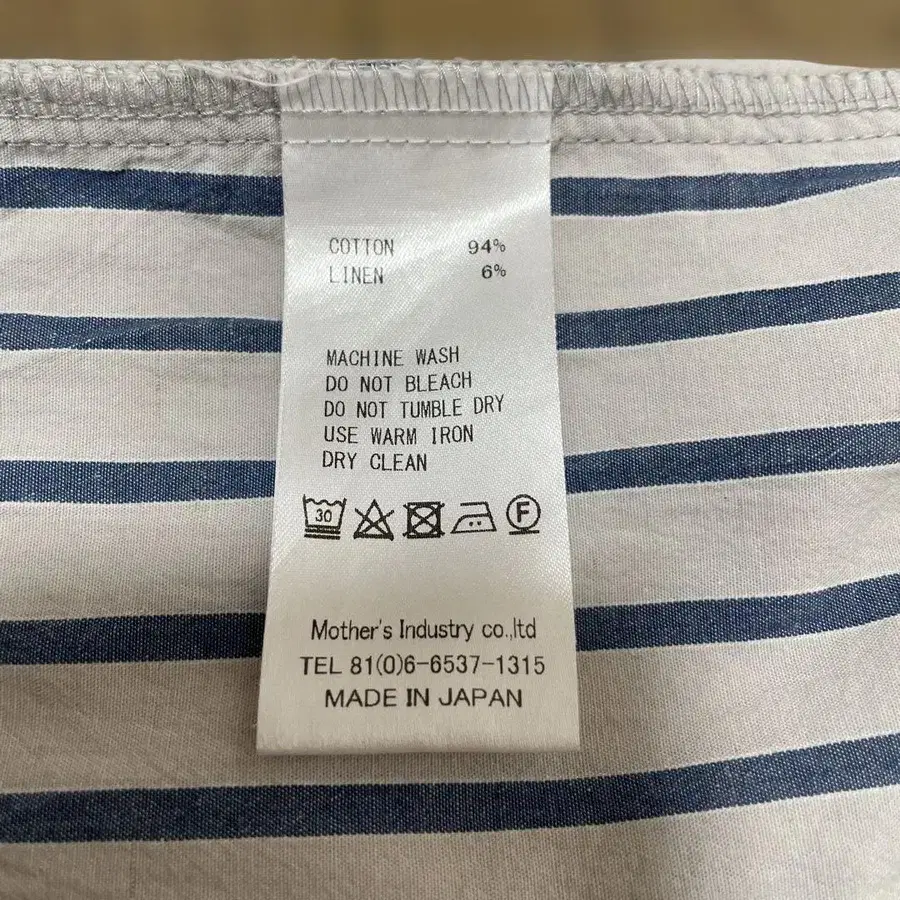 COTTON 94%
LINEN 6%
MACHINE WASH
DO NOT BLEACH
DO NOT TUMBLE DRY
USE WARM IRON
DRY CLEAN
30 F
Mother's Industry co.,ltd
TEL 81(0)6-6537-1315
MADE IN JAPAN